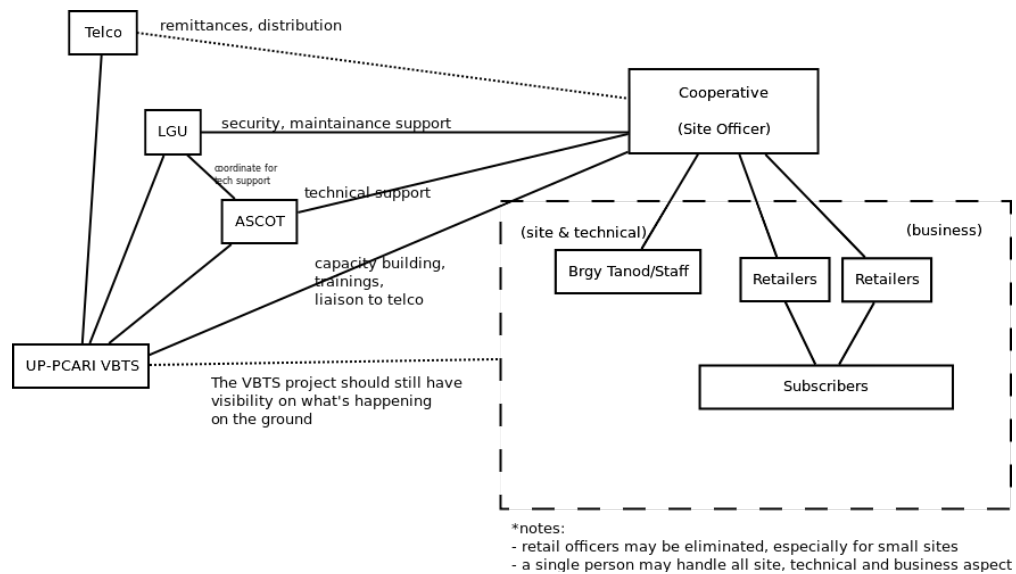 Telco
remittances, distribution
Cooperative
(Site Officer)
LGU
security, maintainance support
coordinate for
tech support
technical support
ASCOT
(site & technical)
(business)
capacity building,
trainings,
liaison to telco
Brgy Tanod/Staff
Retailers
Retailers
UP-PCARI VBTS
Subscribers
The VBTS project should still have
visibility on what's happening
on the ground
*notes:
- retail officers may be eliminated, especially for small sites
- a single person may handle all site, technical and business aspect